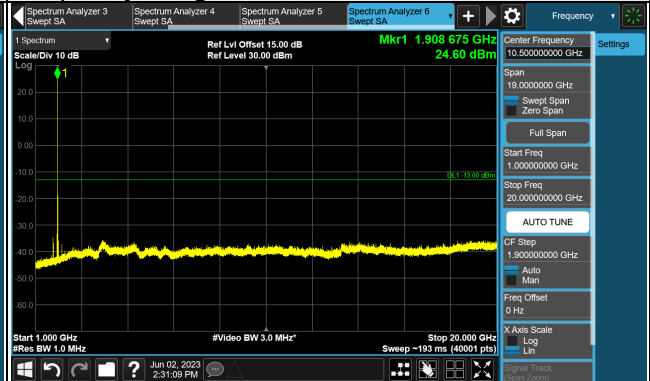 Spectrum Analyzer 3
Swept SA
Spectrum Analyzer 4
Swept SA
Spectrum Analyzer 5
Swept SA
Spectrum Analyzer 6
Swept SA
Frequency
1 Spectrum
Scale/Div 10 dB
Ref Lvl Offset 15.00 dB
Ref Level 30.00 dBm
Mkr1 1.908 675 GHz
24.60 dBm
Log
1
20.0
10.0
0.00
-10.0
DL1 -13.00 dBm
-20.0
-30.0
-40.0
-50.0
-60.0
Start 1.000 GHz
#Res BW 1.0 MHz
#Video BW 3.0 MHz*
Stop 20.000 GHz
Sweep ~193 ms (40001 pts)
Jun 02, 2023
2:31:09 PM
Center Frequency
10.500000000 GHz
Settings
Span
19.0000000 GHz
Swept Span
Zero Span
Full Span
Start Freq
1.000000000 GHz
Stop Freq
20.000000000 GHz
AUTO TUNE
CF Step
1.900000000 GHz
Auto
Man
Freq Offset
0 Hz
X Axis Scale
Log
Lin
Signal Track
(Span Zoom)